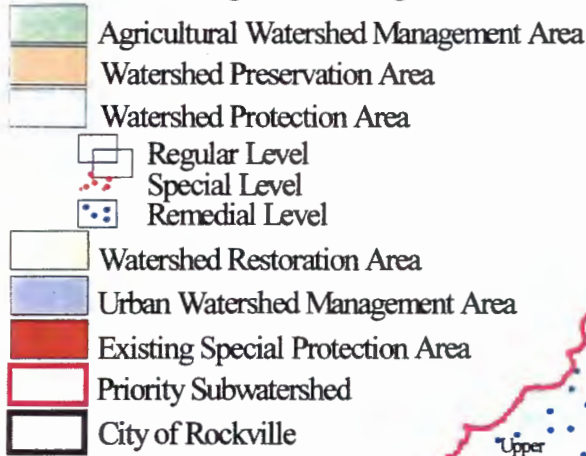 Agricultural Watershed Management Area
Watershed Preservation Area
Watershed Protection Area
Regular Level
Special Level
Remedial Level
Watershed Restoration Area
Urban Watershed Management Area
Existing Special Protection Area
Priority Subwatershed
City of Rockville
Upper